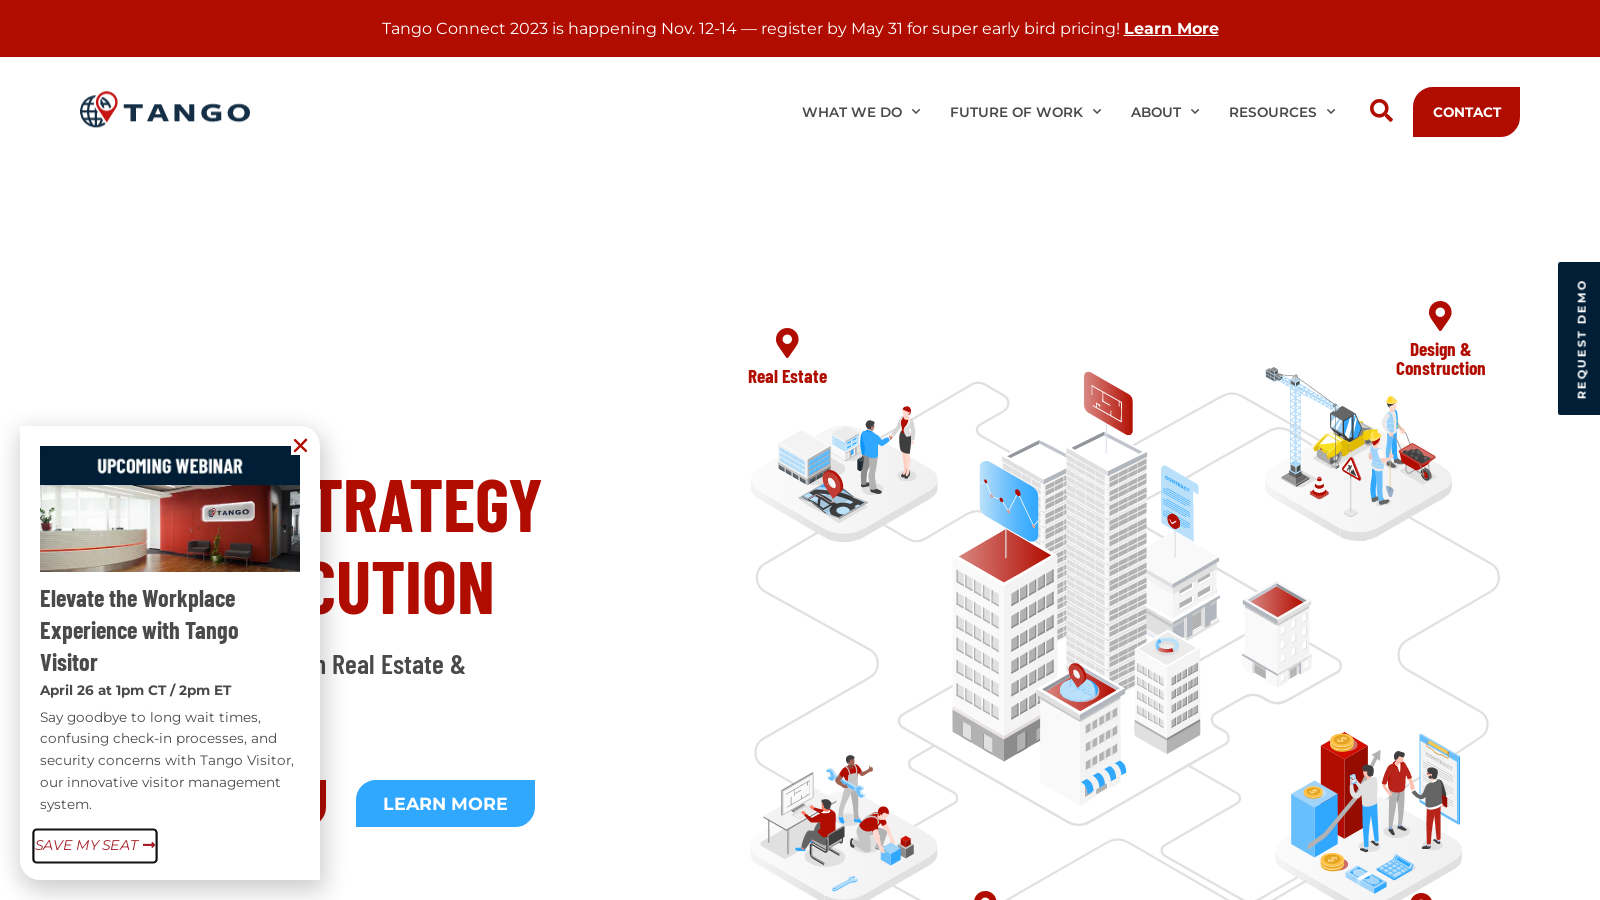 Tango Connect 2023 is happening Nov. 12-14 — register by May 31 for super early bird pricing! Learn More
TANGO
WHAT WE DO
FUTURE OF WORK
ABOUT
RESOURCES
CONTACT
REQUEST DEMO
Real Estate
Design &
Construction
CONTRACT
TRATEGY
CUTION
n Real Estate &
LEARN MORE
UPCOMING WEBINAR
TANGO
Elevate the Workplace
Experience with Tango
Visitor
April 26 at 1pm CT / 2pm ET
Say goodbye to long wait times,
confusing check-in processes, and
security concerns with Tango Visitor,
our innovative visitor management
system.
SAVE MY SEAT
CONTRACT